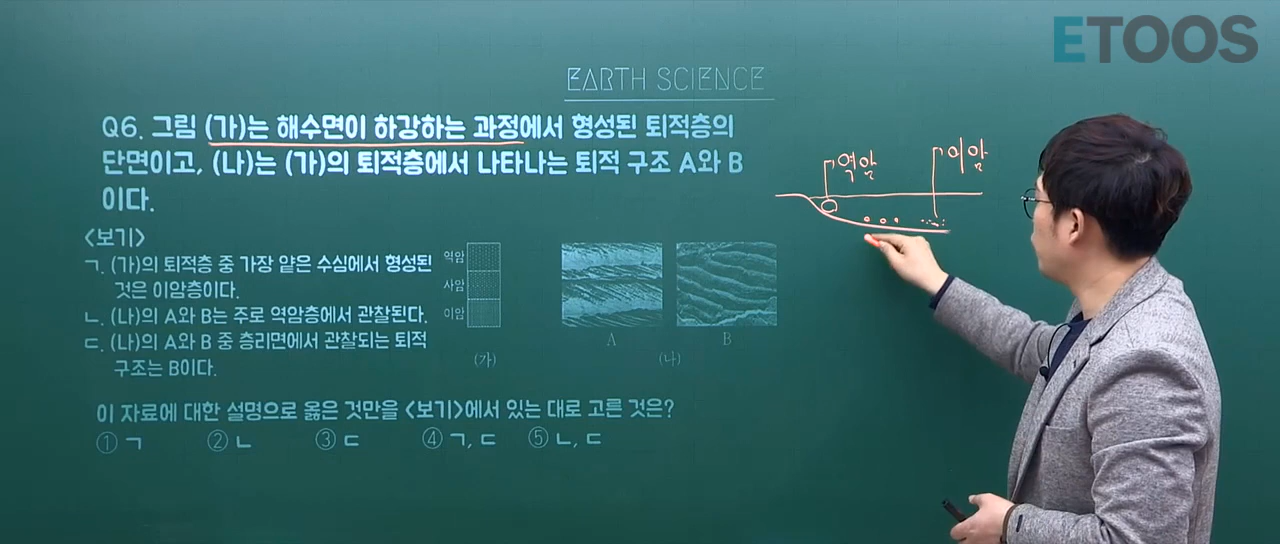 ETOOS
EARTH SCIENCE
Q6. 그림 (가)는 해수면이 하강하는 과정에서 형성된 퇴적층의
단면이고, (나)는 (가)의 퇴적층에서 나타나는 퇴적 구조 A와 B
이다.
<보기>
ㄱ. (가)의 퇴적층 중 가장 얕은 수심에서 형성된
것은 이암층이다.
ㄴ. (나)의 A와 B는 주로 역암층에서 관찰된다.
ㄷ. (나)의 A와 B 중 층리면에서 관찰되는 퇴적
구조는 B이다.
역암
사암
이암
(가)
A
B
(나)
역암
이암
이 자료에 대한 설명으로 옳은 것만을 <보기>에서 있는 대로 고른 것은?
① ㄱ ② ㄴ ③ ㄷ ④ ㄱ, ㄷ ⑤ ㄴ, ㄷ